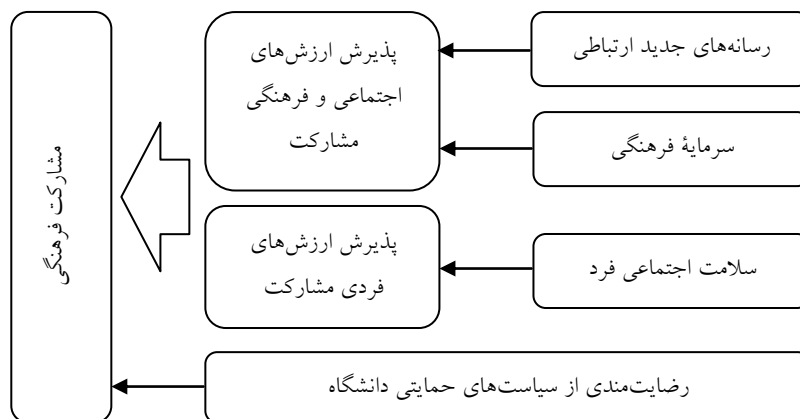 رسانه‌های جدید ارتباطی
پذیرش ارزش‌های
اجتماعی و فرهنگی
مشارکت
سرمایهٔ فرهنگی
مشارکت فرهنگی
پذیرش ارزش‌های
فردی مشارکت
سلامت اجتماعی فرد
رضایت‌مندی از سیاست‌های حمایتی دانشگاه